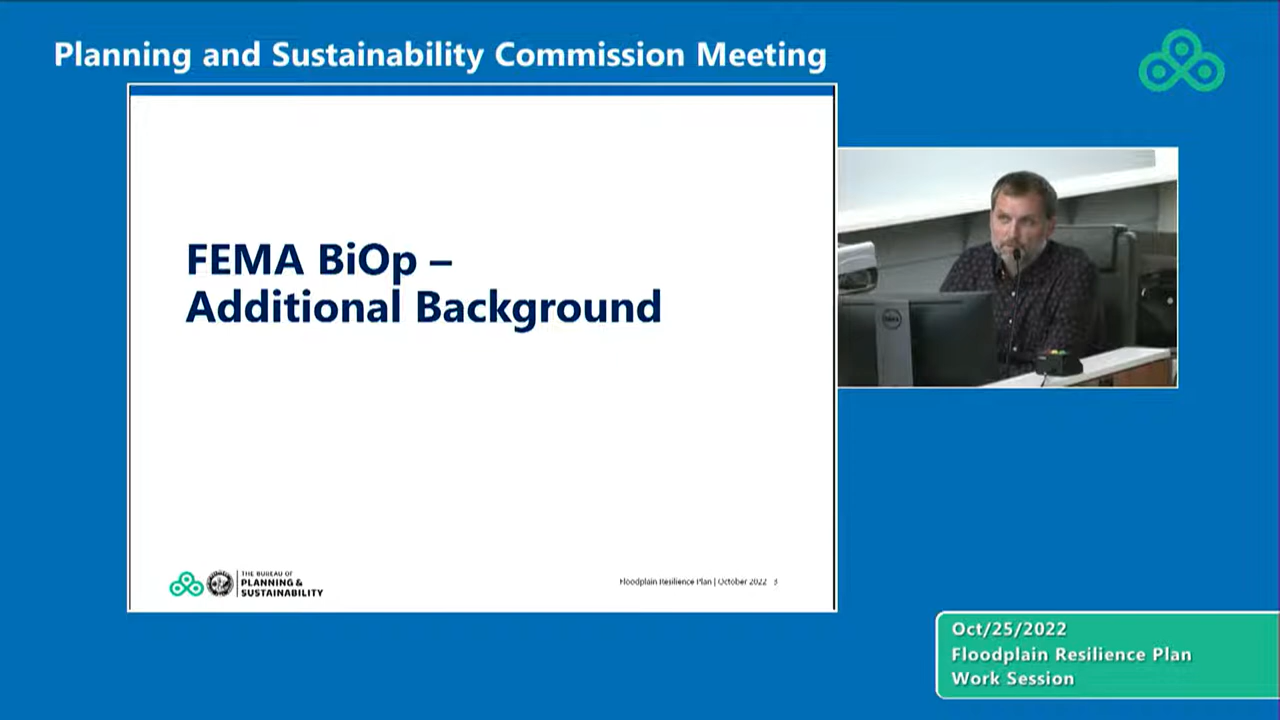 Planning and Sustainability Commission Meeting
FEMA BiOp –
Additional Background
THE BUREAU OF
PLANNING &
SUSTAINABILITY
Floodplain Resilience Plan | October 2022 3
DELL
Oct/25/2022
Floodplain Resilience Plan
Work Session